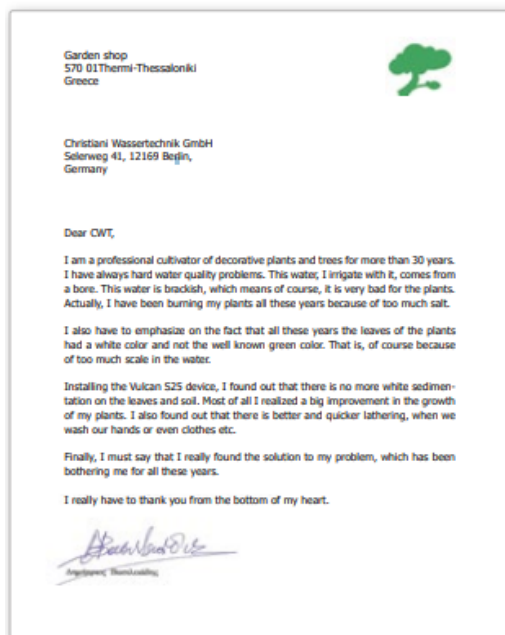 Garden shop
570 01Thermi-Thessaloniki
Greece
Christiani Wassertechnik GmbH
Selerweg 41, 12169 Berlin,
Germany
Dear CWT,
I am a professional cultivator of decorative plants and trees for more than 30 years.
I have always hard water quality problems. This water, I irrigate with it, comes from
a bore. This water is brackish, which means of course, it is very bad for the plants.
Actually, I have been burning my plants all these years because of too much salt.
I also have to emphasize on the fact that all these years the leaves of the plants
had a white color and not the well known green color. That is, of course because
of too much scale in the water.
Installing the Vulcan S25 device, I found out that there is no more white sedimen-
tation on the leaves and soil. Most of all I realized a big improvement in the growth
of my plants. I also found out that there is better and quicker lathering, when we
wash our hands or even clothes etc.
Finally, I must say that I really found the solution to my problem, which has been
bothering me for all these years.
I really have to thank you from the bottom of my heart.